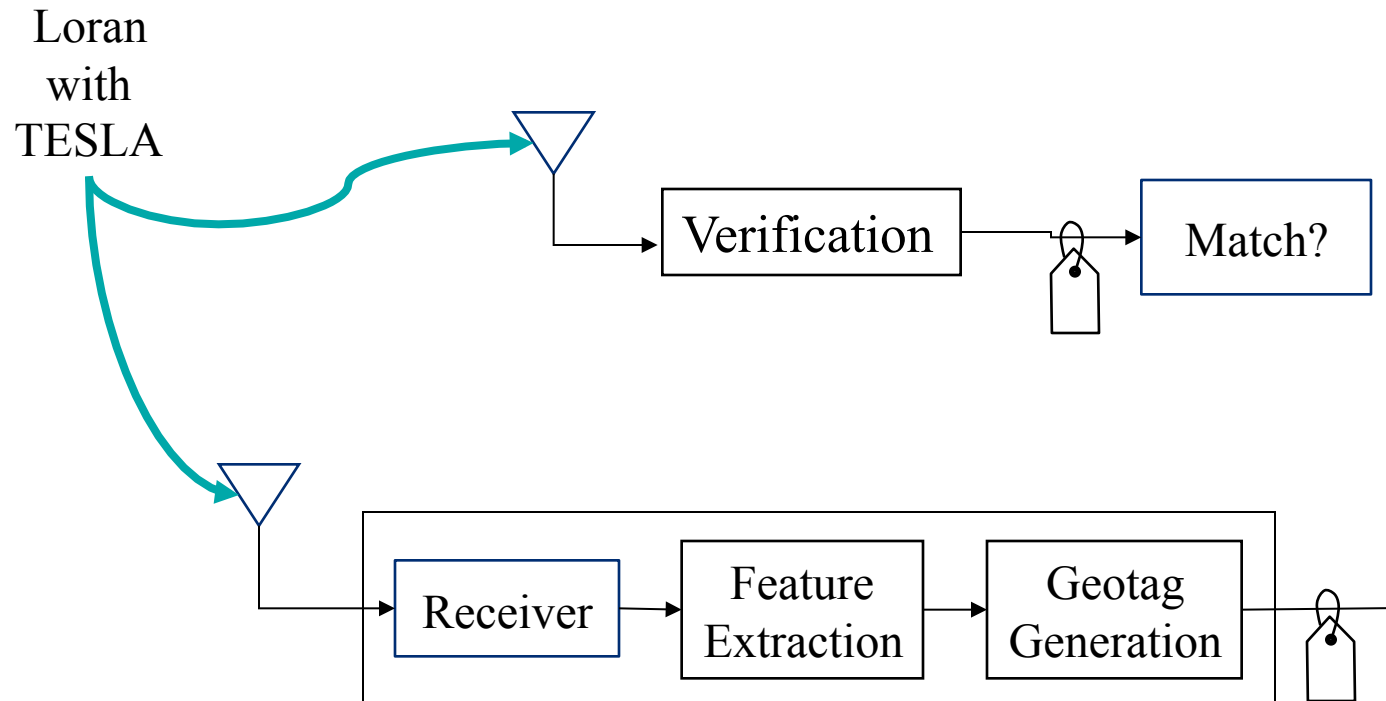 Loran
with
TESLA
Verification
Match?
Receiver
Feature
Extraction
Geotag
Generation